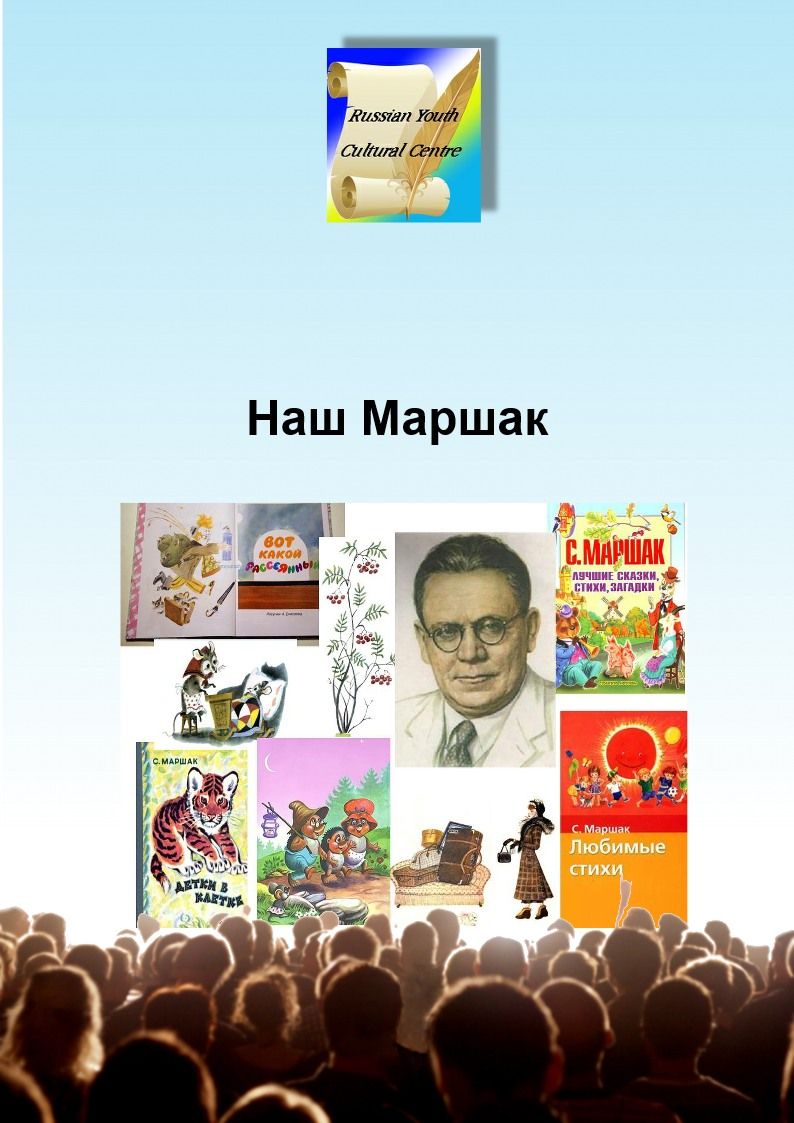 Russian Youth
Cultural Centre
Наш Маршак
ВОТ
КАКОЙ
РАССЕЯННЫЙ
С. МАРШАК
ЛУЧШИЕ СКАЗКИ,
СТИХИ, ЗАГАДКИ
С. МАРШАК
ДЕТКИ В
КЛЕТКЕ
С. Маршак
Любимые
стихи